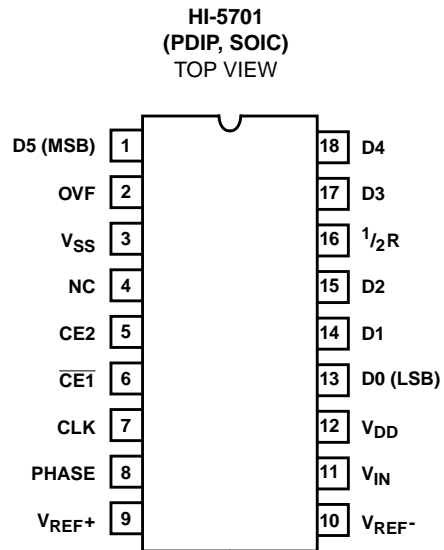 HI-5701
(PDIP, SOIC)
TOP VIEW
D5 (MSB) 1 18 D4
OVF 2 17 D3
VSS 3 16 1/2R
NC 4 15 D2
CE2 5 14 D1
C̅E̅1̅ 6 13 D0 (LSB)
CLK 7 12 VDD
PHASE 8 11 VIN
VREF+ 9 10 VREF-